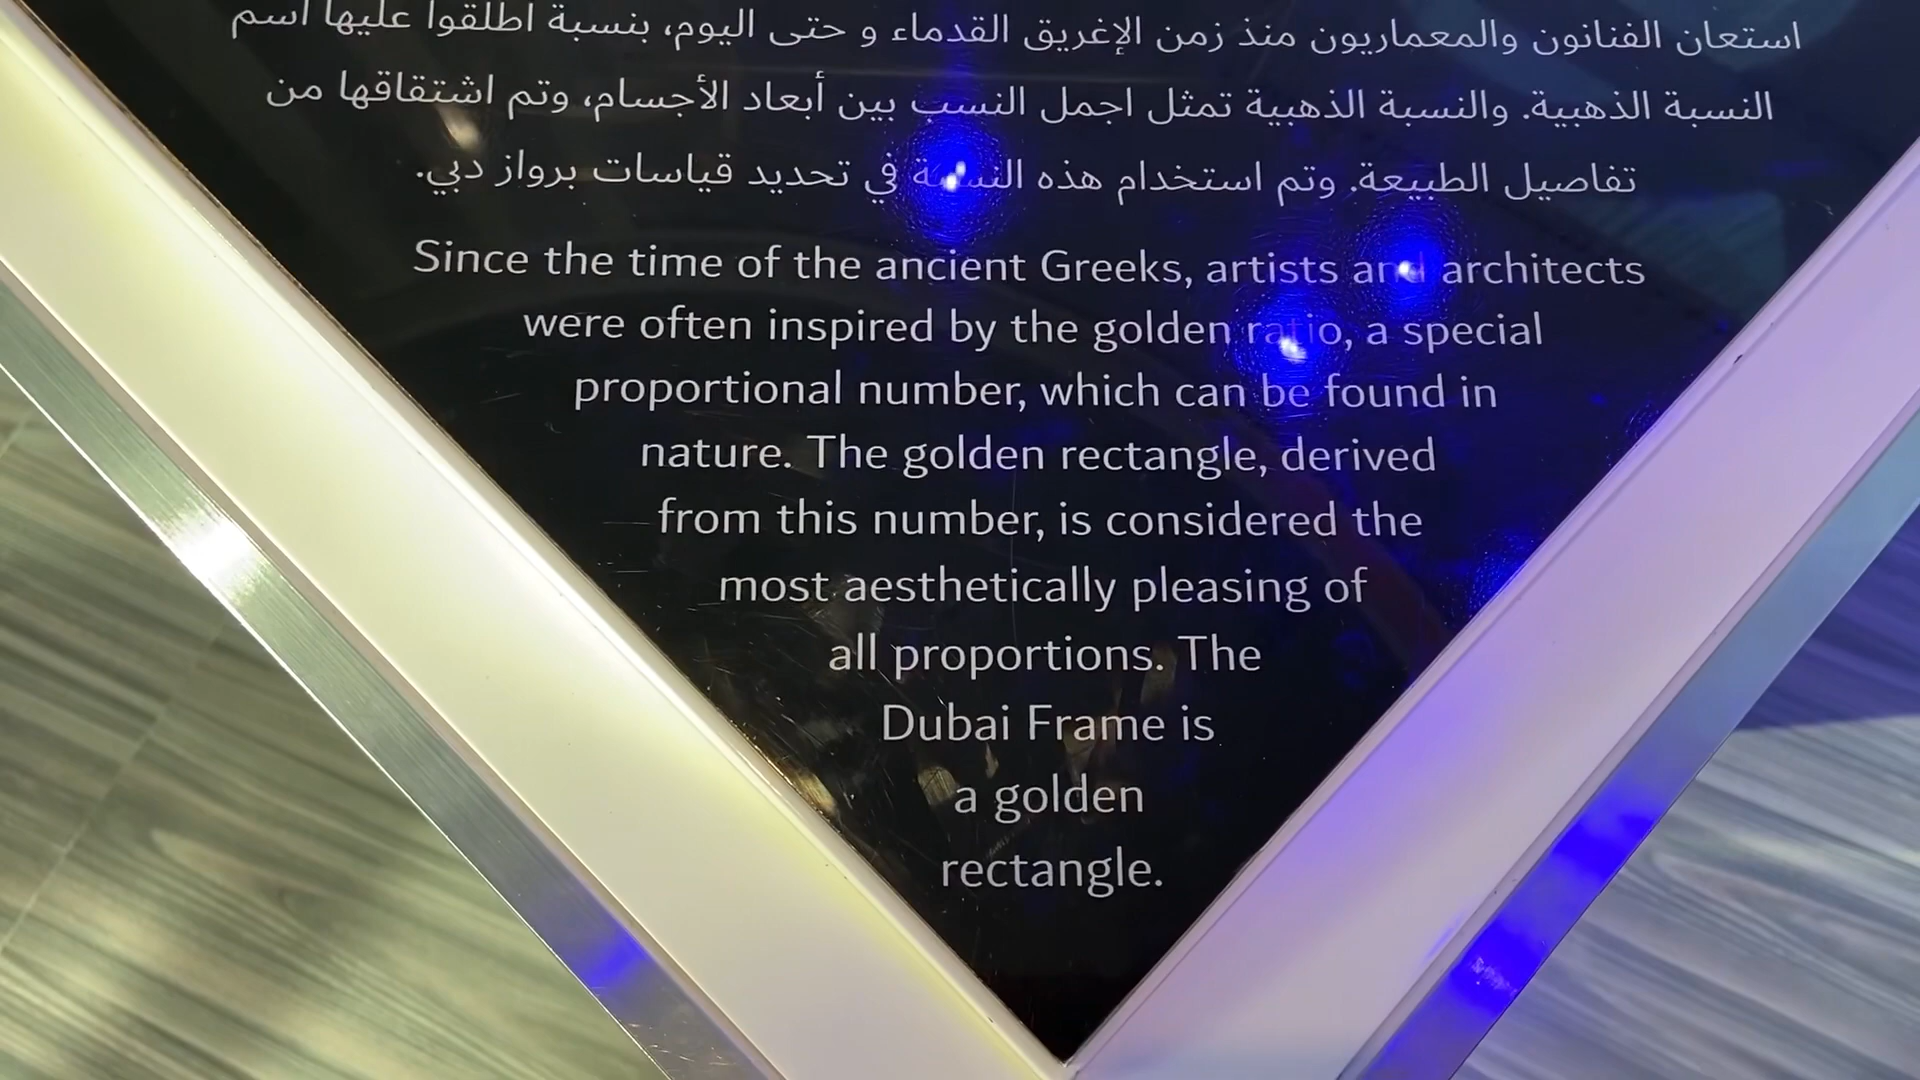 استعان الفنانون والمعماريون منذ زمن الإغريق القدماء و حتى اليوم، بنسبة اطلقوا عليها اسم
النسبة الذهبية. والنسبة الذهبية تمثل اجمل النسب بين أبعاد الأجسام، وتم اشتقاقها من
تفاصيل الطبيعة. وتم استخدام هذه النسبة في تحديد قياسات برواز دبي.
Since the time of the ancient Greeks, artists and architects
were often inspired by the golden ratio, a special
proportional number, which can be found in
nature. The golden rectangle, derived
from this number, is considered the
most aesthetically pleasing of
all proportions. The
Dubai Frame is
a golden
rectangle.